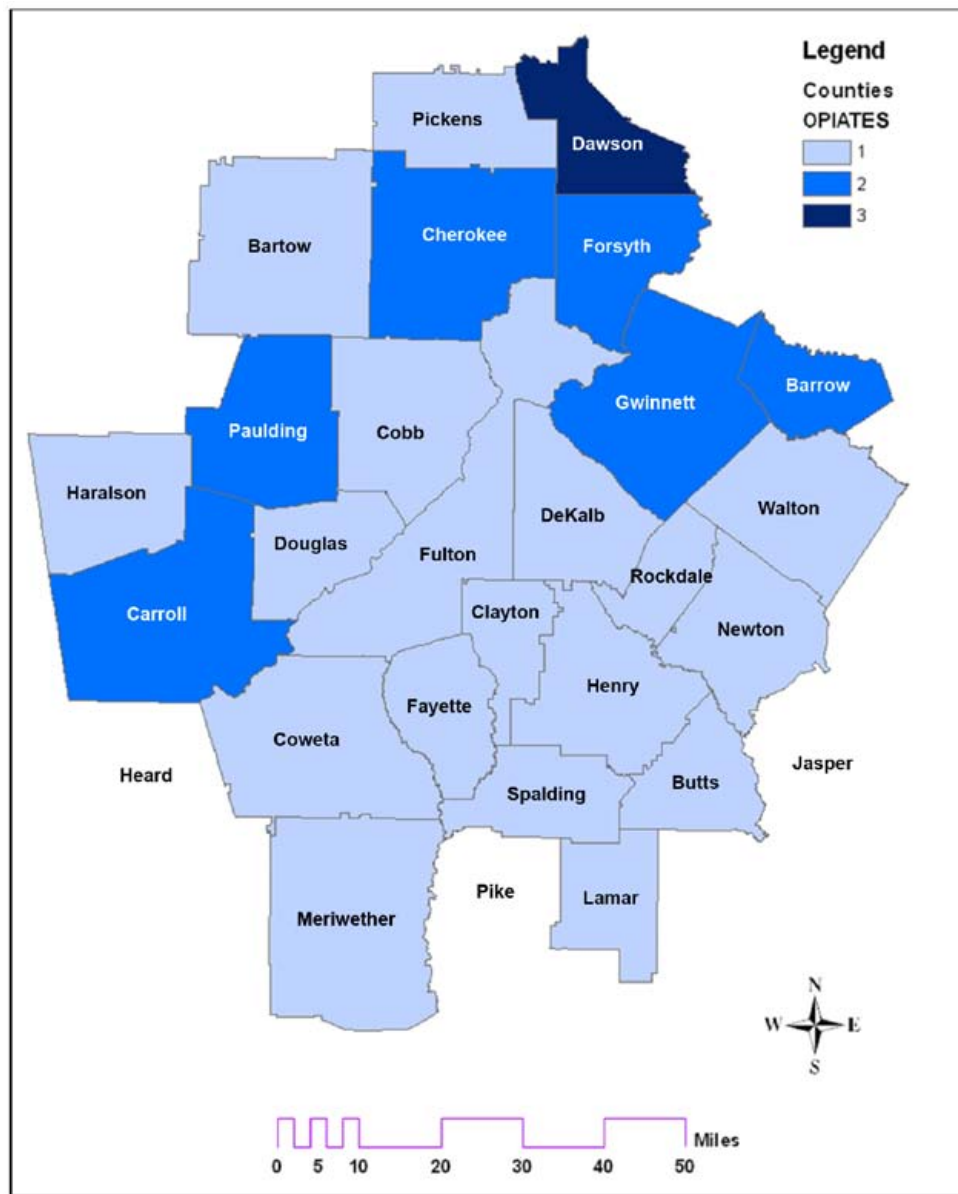 Legend
Counties
OPIATES
1
2
3
Pickens
Dawson
Bartow
Cherokee
Forsyth
Paulding
Cobb
Gwinnett
Barrow
Haralson
Douglas
Fulton
DeKalb
Walton
Carroll
Clayton
Rockdale
Newton
Fayette
Henry
Coweta
Heard
Spalding
Butts
Jasper
Meriwether
Pike
Lamar
N
W E
S
Miles
0 5 10 20 30 40 50